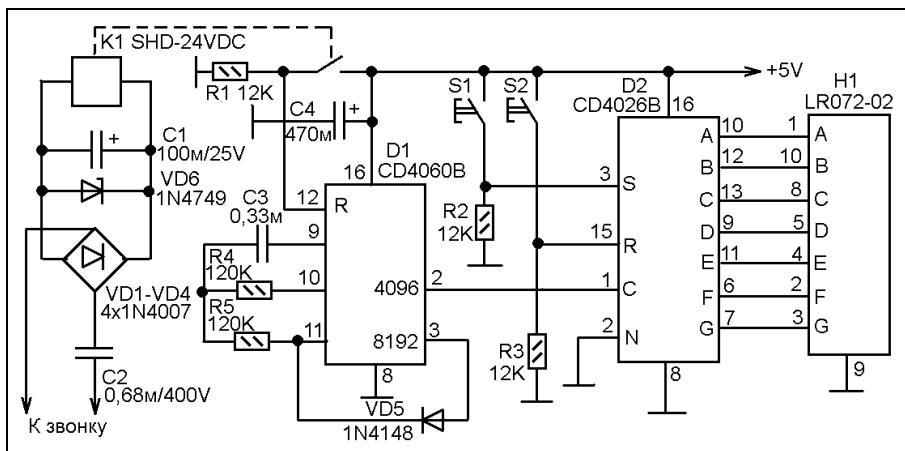 K1 SHD-24VDC
R1 12K
C1
100м/25V
VD6
1N4749
VD1-VD4
4x1N4007
C2
0,68м/400V
К звонку
C4
470м
+
+
D1
CD4060B
16
12
R
C3
0,33м
9
R4
120K
10
4096
2
R5
120K
11
8192
3
8
VD5
1N4148
S1
S2
+5V
R2
12K
R3
12K
D2
CD4026B
16
3
S
15
R
1
C
2
N
8
A
10
B
12
C
13
D
9
E
11
F
6
G
7
H1
LR072-02
1
A
10
B
8
C
5
D
4
E
2
F
3
G
9